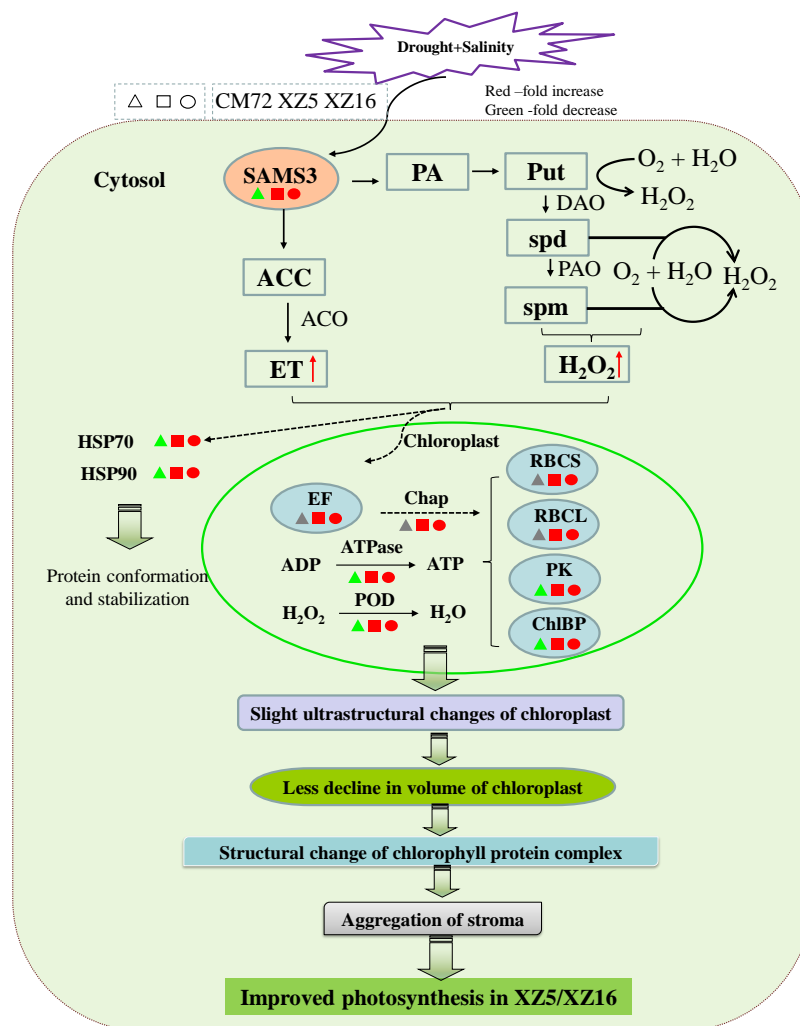 Drought+Salinity
CM72 XZ5 XZ16
Red –fold increase
Green -fold decrease
Cytosol
SAMS3
PA
Put
O₂ + H₂O
H₂O₂
DAO
spd
ACC
PAO
O₂ + H₂O
H₂O₂
spm
ACO
ET
H₂O₂
HSP70
HSP90
Protein conformation
and stabilization
Chloroplast
RBCS
EF
Chap
RBCL
ATPase
ADP
ATP
PK
POD
H₂O₂
H₂O
ChlBP
Slight ultrastructural changes of chloroplast
Less decline in volume of chloroplast
Structural change of chlorophyll protein complex
Aggregation of stroma
Improved photosynthesis in XZ5/XZ16